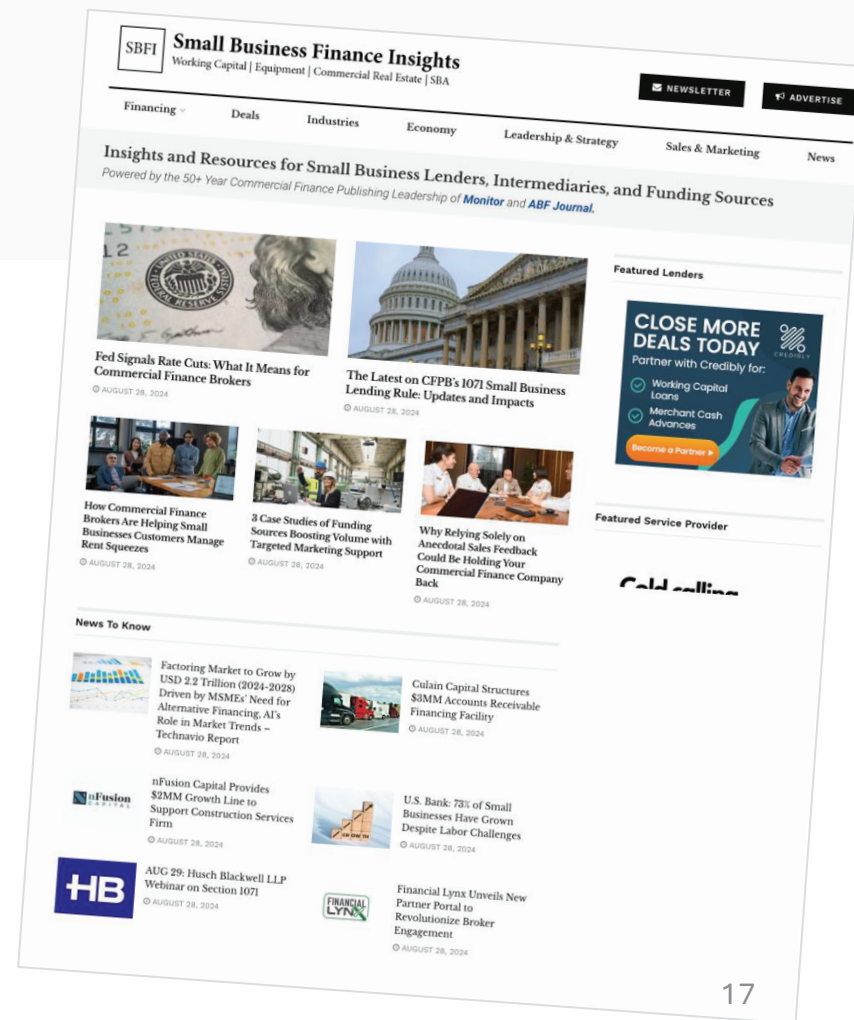 SBFI
Small Business Finance Insights
Working Capital | Equipment | Commercial Real Estate | SBA
NEWSLETTER
ADVERTISE
Financing
Deals
Industries
Economy
Leadership & Strategy
Sales & Marketing
News
Insights and Resources for Small Business Lenders, Intermediaries, and Funding Sources
Powered by the 50+ Year Commercial Finance Publishing Leadership of Monitor and ABF Journal.
12
UNITED STATES
FEDERAL RESERVE SYSTEM
Fed Signals Rate Cuts: What It Means for
Commercial Finance Brokers
AUGUST 28, 2024
The Latest on CFPB's 1071 Small Business
Lending Rule: Updates and Impacts
AUGUST 28, 2024
How Commercial Finance
Brokers Are Helping Small
Businesses Customers Manage
Rent Squeezes
AUGUST 28, 2024
3 Case Studies of Funding
Sources Boosting Volume with
Targeted Marketing Support
AUGUST 28, 2024
Why Relying Solely on
Anecdotal Sales Feedback
Could Be Holding Your
Commercial Finance Company
Back
AUGUST 28, 2024
Featured Lenders
CLOSE MORE
DEALS TODAY
CREDIBLY
Partner with Credibly for:
Working Capital
Loans
Merchant Cash
Advances
Become a Partner
Featured Service Provider
Cold calling
News To Know
Factoring Market to Grow by
USD 2.2 Trillion (2024-2028)
Driven by MSMEs' Need for
Alternative Financing, AI's
Role in Market Trends –
Technavio Report
AUGUST 28, 2024
Culain Capital Structures
$3MM Accounts Receivable
Financing Facility
AUGUST 28, 2024
nFusion
CAPITAL
nFusion Capital Provides
$2MM Growth Line to
Support Construction Services
Firm
AUGUST 28, 2024
GROWTH
U.S. Bank: 73% of Small
Businesses Have Grown
Despite Labor Challenges
AUGUST 28, 2024
HB
AUG 29: Husch Blackwell LLP
Webinar on Section 1071
AUGUST 28, 2024
FINANCIAL
LYNX
Financial Lynx Unveils New
Partner Portal to
Revolutionize Broker
Engagement
AUGUST 28, 2024
17